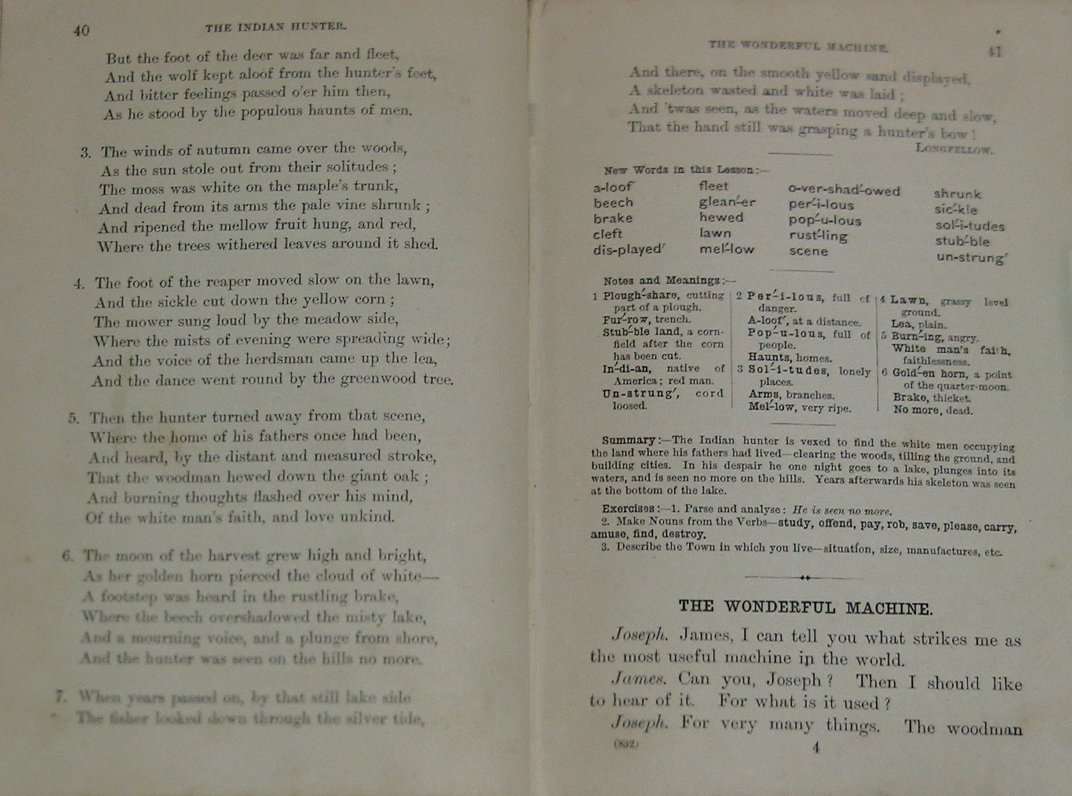 40
THE INDIAN HUNTER.
But the foot of the deer was far and fleet,
And the wolf kept aloof from the hunter's feet,
And bitter feelings passed o'er him then,
As he stood by the populous haunts of men.
3. The winds of autumn came over the woods,
As the sun stole out from their solitudes ;
The moss was white on the maple's trunk,
And dead from its arms the pale vine shrunk ;
And ripened the mellow fruit hung, and red,
Where the trees withered leaves around it shed.
4. The foot of the reaper moved slow on the lawn,
And the sickle cut down the yellow corn ;
The mower sung loud by the meadow side,
Where the mists of evening were spreading wide ;
And the voice of the herdsman came up the lea,
And the dance went round by the greenwood tree.
5. Then the hunter turned away from that scene,
Where the home of his fathers once had been,
And heard, by the distant and measured stroke,
That the woodman hewed down the giant oak ;
And burning thoughts flashed over his mind,
Of the white man's faith, and love unkind.
6. The moon of the harvest grew high and bright,
As her golden horn pierced the cloud of white—
A footstep was heard in the rustling brake,
Where the beech overshadowed the misty lake,
And a mourning voice, and a plunge from shore,
And the hunter was seen on the hills no more.
7. When years passed on, by that still lake side
The fisher looked down through the silver tide,
THE WONDERFUL MACHINE.
41
And there, on the smooth yellow sand displayed,
A skeleton wasted and white was laid ;
And 'twas seen, as the waters moved deep and slow,
That the hand still was grasping a hunter's bow !
LONGFELLOW.
New Words in this Lesson:—
a-loof′ fleet o-ver-shad′-owed shrunk
beech glean′-er per′-i-lous sic′-kle
brake hewed pop′-u-lous sol′-i-tudes
cleft lawn rust′-ling stub′-ble
dis-played′ mel′-low scene un-strung′
Notes and Meanings:—
1 Plough′-share, cutting
part of a plough.
Fur′-row, trench.
Stub′-ble land, a corn-
field after the corn
has been cut.
In′-di-an, native of
America; red man.
Un-strung′, cord
loosed.
2 Per′-i-lous, full of
danger.
A-loof′, at a distance.
Pop′-u-lous, full of
people.
Haunts, homes.
3 Sol′-i-tudes, lonely
places.
Arms, branches.
Mel′-low, very ripe.
4 Lawn, grassy level
ground.
Lea, plain.
5 Burn′-ing, angry.
White man's faith,
faithlessness.
6 Gold′-en horn, a point
of the quarter-moon.
Brake, thicket.
No more, dead.
Summary:—The Indian hunter is vexed to find the white men occupying
the land where his fathers had lived—clearing the woods, tilling the ground, and
building cities. In his despair he one night goes to a lake, plunges into its
waters, and is seen no more on the hills. Years afterwards his skeleton was seen
at the bottom of the lake.
Exercises:—1. Parse and analyse: He is seen no more.
2. Make Nouns from the Verbs—study, offend, pay, rob, save, please, carry,
amuse, find, destroy.
3. Describe the Town in which you live—situation, size, manufactures, etc.
THE WONDERFUL MACHINE.
Joseph. James, I can tell you what strikes me as
the most useful machine in the world.
James. Can you, Joseph ? Then I should like
to hear of it. For what is it used ?
Joseph. For very many things. The woodman
(832) 4